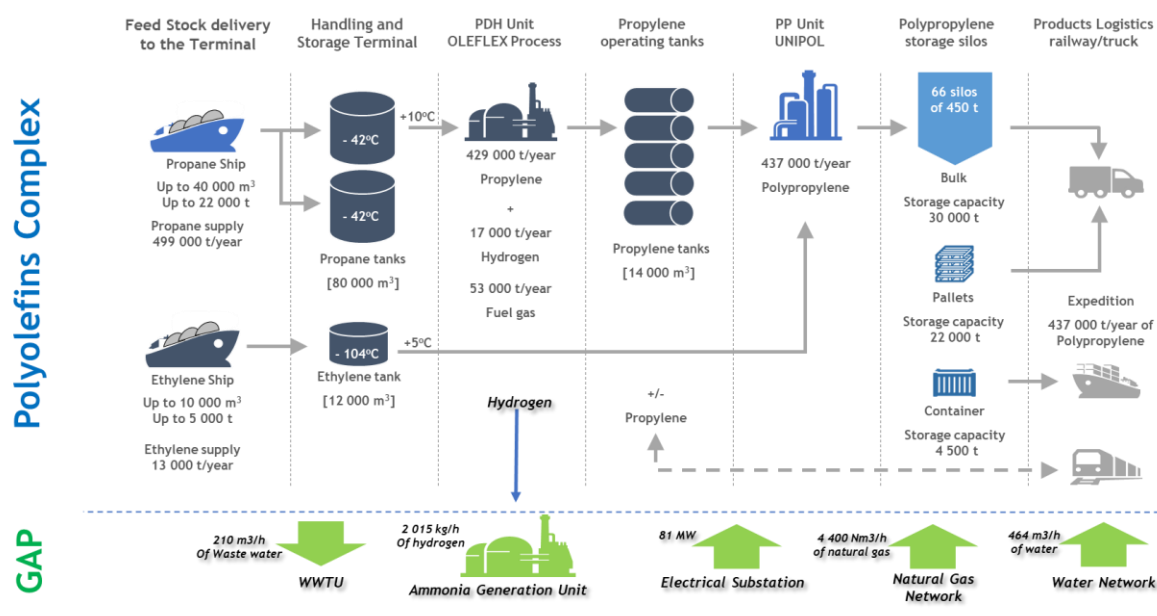 Feed Stock delivery
to the Terminal
Handling and
Storage Terminal
PDH Unit
OLEFLEX Process
Propylene
operating tanks
PP Unit
UNIPOL
Polypropylene
storage silos
Products Logistics
railway/truck
Polyolefins Complex
Propane Ship
Up to 40 000 m³
Up to 22 000 t
Propane supply
499 000 t/year
- 42°C
- 42°C
Propane tanks
[80 000 m³]
+10°C
429 000 t/year
Propylene
+
17 000 t/year
Hydrogen
53 000 t/year
Fuel gas
Propylene tanks
[14 000 m³]
437 000 t/year
Polypropylene
66 silos
of 450 t
Bulk
Storage capacity
30 000 t
Pallets
Storage capacity
22 000 t
Container
Storage capacity
4 500 t
Expedition
437 000 t/year of
Polypropylene
Ethylene Ship
Up to 10 000 m³
Up to 5 000 t
Ethylene supply
13 000 t/year
- 104°C
Ethylene tank
[12 000 m³]
+5°C
Hydrogen
+/-
Propylene
GAP
210 m3/h
Of Waste water
WWTU
2 015 kg/h
Of hydrogen
Ammonia Generation Unit
81 MW
Electrical Substation
4 400 Nm3/h
of natural gas
Natural Gas
Network
464 m3/h
of water
Water Network